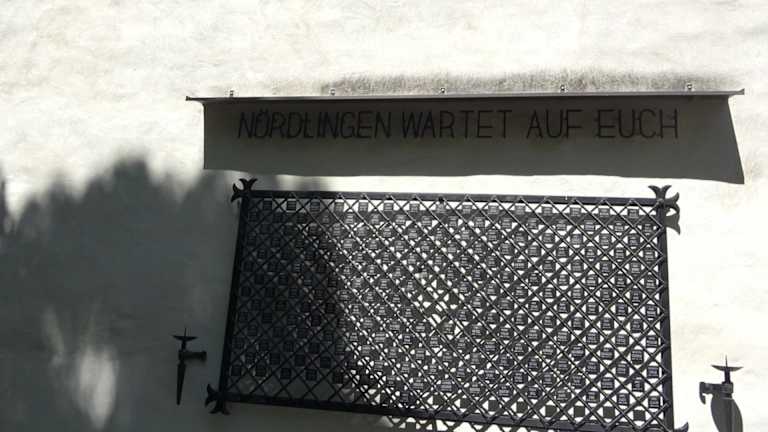 NÖRDLINGEN WARTET AUF EUCH